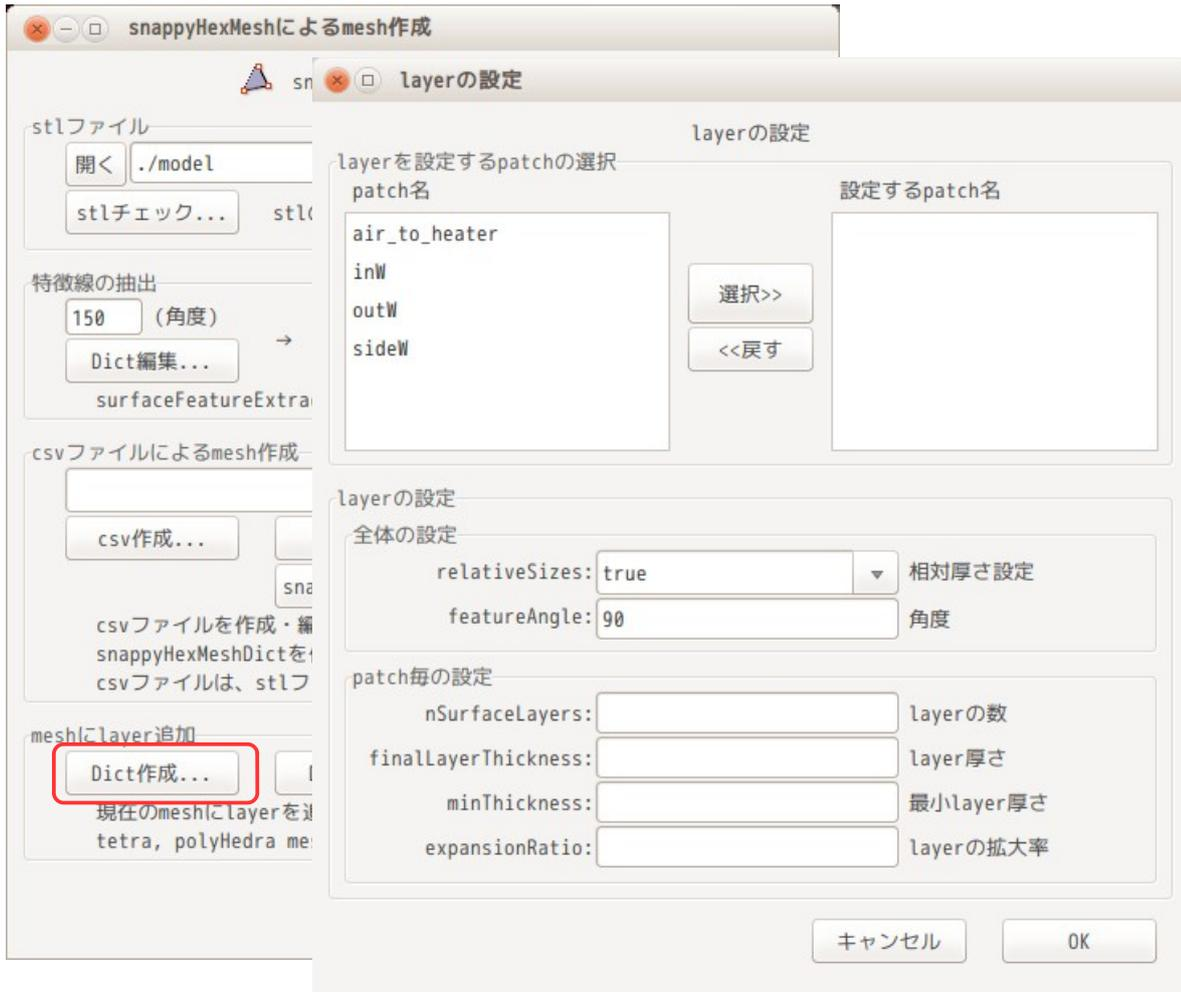 snappyHexMeshによるmesh作成
layerの設定
stlファイル
開く ./model
stlチェック...
特徴線の抽出
150 (角度)
→
Dict編集...
csvファイルによるmesh作成
csv作成...
csvファイルを作成・編
snappyHexMeshDictを
csvファイルは、stlフ
meshにlayer追加
Dict作成...
現在のmeshにlayerを追
tetra, polyHedra
layerの設定
layerを設定するpatchの選択
patch名
設定するpatch名
air_to_heater
inW
outW
sideW
選択>>
<<戻す
layerの設定
全体の設定
relativeSizes: true 相対厚さ設定
featureAngle: 90 角度
patch毎の設定
nSurfaceLayers: layerの数
finalLayerThickness: layer厚さ
minThickness: 最小layer厚さ
expansionRatio: layerの拡大率
キャンセル
OK